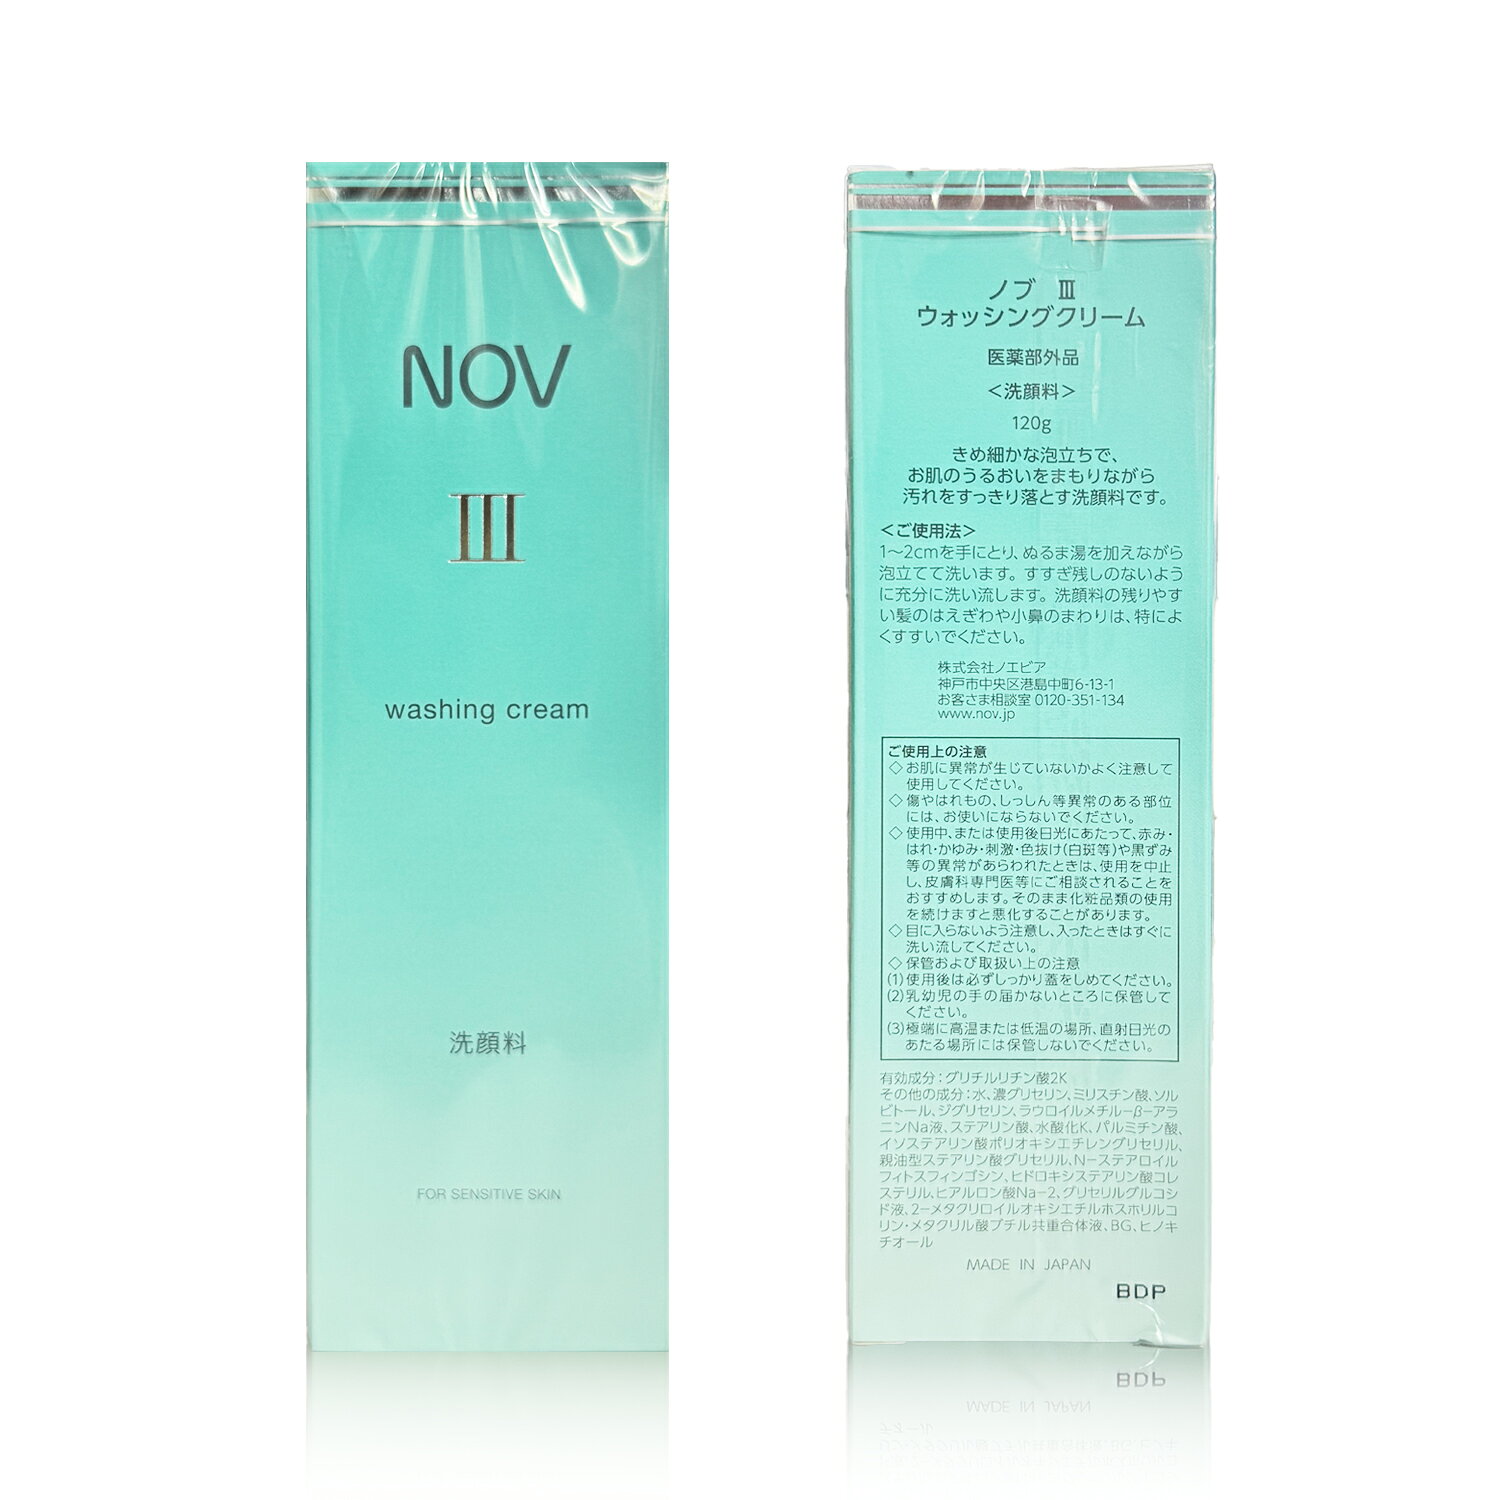 NOV
III
washing cream
洗顔料
FOR SENSITIVE SKIN
ノブ III
ウォッシングクリーム
医薬部外品
＜洗顔料＞
120g
きめ細かな泡立ちで、
お肌のうるおいをまもりながら
汚れをすっきり落とす洗顔料です。
＜ご使用法＞
1～2cmを手にとり、ぬるま湯を加えながら
泡立てて洗います。すすぎ残しのないよう
に充分に洗い流します。洗顔料の残りやす
い髪のはえぎわや小鼻のまわりは、特によ
くすすいでください。
株式会社ノエビア
神戸市中央区港島中町6-13-1
お客さま相談室 0120-351-134
www.nov.jp
ご使用上の注意
◇お肌に異常が生じていないかよく注意して
使用してください。
◇傷やはれもの、しっしん等異常のある部位
には、お使いにならないでください。
◇使用中、または使用後日光にあたって、赤み・
はれ・かゆみ・刺激・色抜け(白斑等)や黒ずみ
等の異常があらわれたときは、使用を中止
し、皮膚科専門医等にご相談されることを
おすすめします。そのまま化粧品類の使用
を続けますと悪化することがあります。
◇目に入らないよう注意し、入ったときはすぐに
洗い流してください。
◇保管および取扱い上の注意
(1)使用後は必ずしっかり蓋をしめてください。
(2)乳幼児の手の届かないところに保管して
ください。
(3)極端に高温または低温の場所、直射日光の
あたる場所には保管しないでください。
有効成分：グリチルリチン酸2K
その他の成分：水、濃グリセリン、ミリスチン酸、ソル
ビトール、ジグリセリン、ラウロイルメチル-β-アラ
ニンNa液、ステアリン酸、水酸化K、パルミチン酸、
イソステアリン酸ポリオキシエチレングリセリル、
親油型ステアリン酸グリセリル、N-ステアロイル
フィトスフィンゴシン、ヒドロキシステアリン酸コレ
ステリル、ヒアルロン酸Na-2、グリセリルグルコシ
ド液、2-メタクリロイルオキシエチルホスホリルコ
リン・メタクリル酸ブチル共重合体液、BG、ヒノキ
チオール
MADE IN JAPAN
BDP